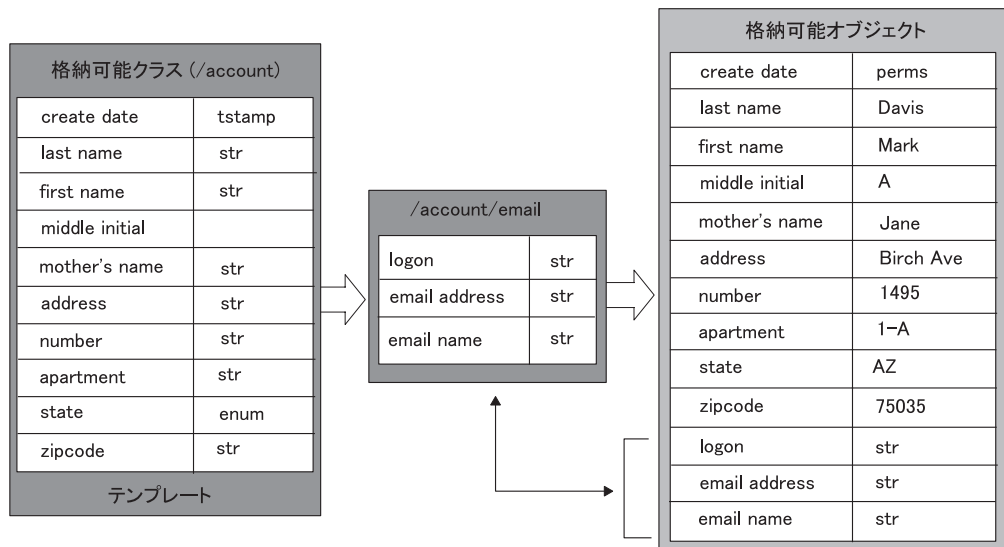 格納可能クラス (/account)
create date tstamp
last name str
first name str
middle initial
mother's name str
address str
number str
apartment str
state enum
zipcode str
テンプレート
/account/email
logon str
email address str
email name str
格納可能オブジェクト
create date perms
last name Davis
first name Mark
middle initial A
mother's name Jane
address Birch Ave
number 1495
apartment 1-A
state AZ
zipcode 75035
logon str
email address str
email name str